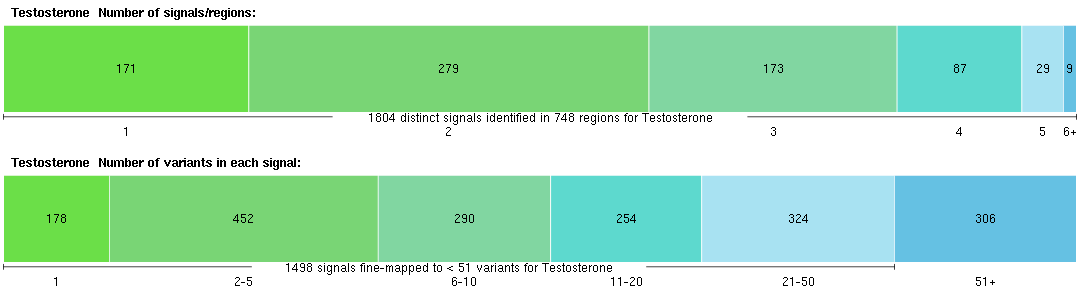 Testosterone  Number of signals/regions:
171 279 173 87 29 9
1804 distinct signals identified in 748 regions for Testosterone
1 2 3 4 5 6+
Testosterone  Number of variants in each signal:
178 452 290 254 324 306
1498 signals fine-mapped to < 51 variants for Testosterone
1 2-5 6-10 11-20 21-50 51+